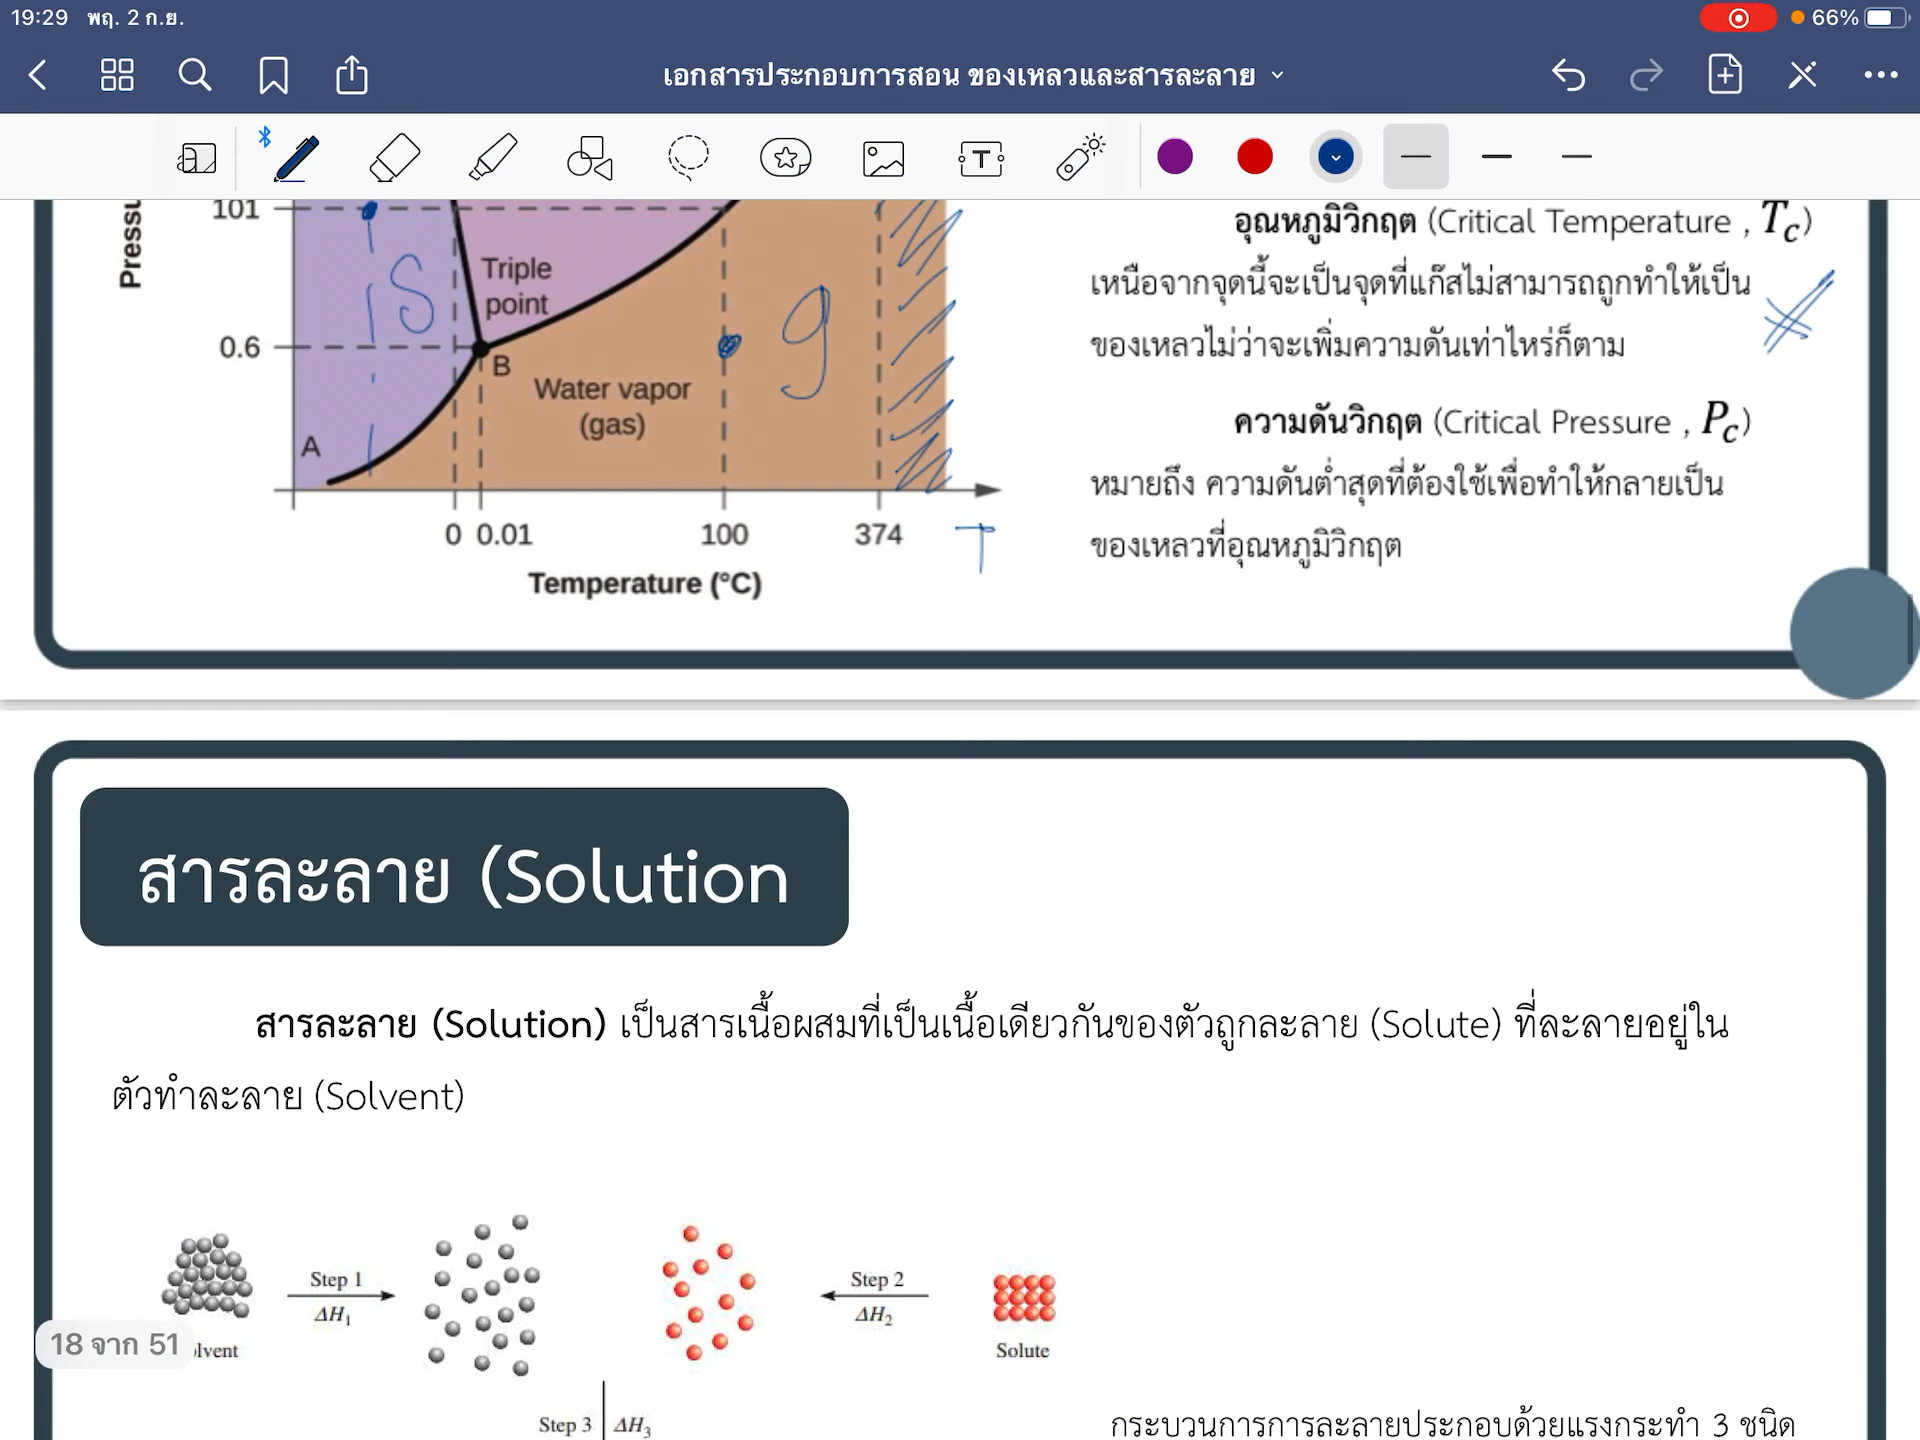 19:29 พฤ. 2 ก.ย.
66%
เอกสารประกอบการสอน ของเหลวและสารละลาย
T
Pressu
101
0.6
S
Triple
point
B
g
Water vapor
(gas)
A
0 0.01 100 374 T
Temperature (°C)
อุณหภูมิวิกฤต (Critical Temperature , Tc)
เหนือจากจุดนี้จะเป็นจุดที่แก๊สไม่สามารถถูกทำให้เป็น
ของเหลวไม่ว่าจะเพิ่มความดันเท่าไหร่ก็ตาม
ความดันวิกฤต (Critical Pressure , Pc)
หมายถึง ความดันต่ำสุดที่ต้องใช้เพื่อทำให้กลายเป็น
ของเหลวที่อุณหภูมิวิกฤต
สารละลาย (Solution
สารละลาย (Solution) เป็นสารเนื้อผสมที่เป็นเนื้อเดียวกันของตัวถูกละลาย (Solute) ที่ละลายอยู่ใน
ตัวทำละลาย (Solvent)
Step 1
ΔH1
Step 2
ΔH2
18 จาก 51
lvent
Solute
Step 3 ΔH3
กระบวนการการละลายประกอบด้วยแรงกระทำ 3 ชนิด